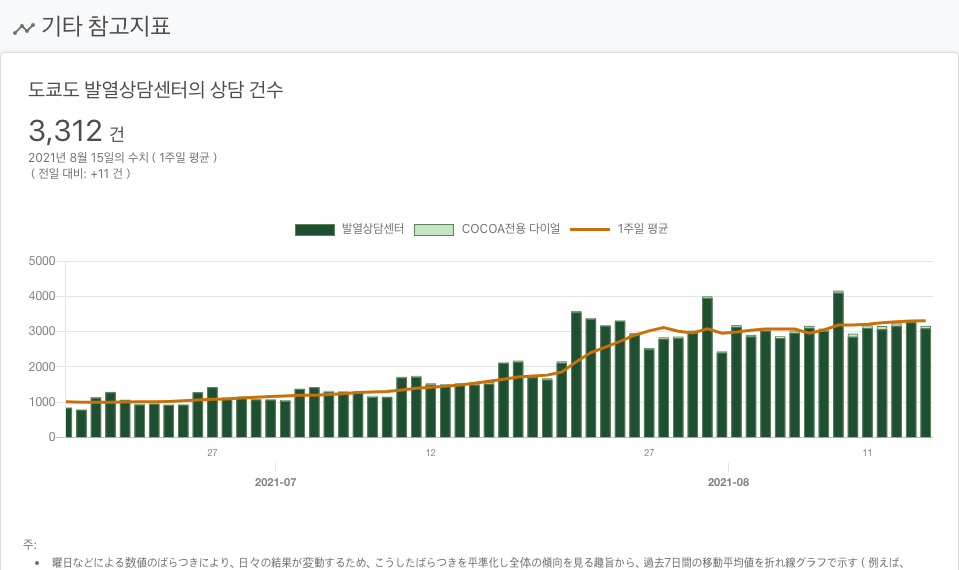 기타 참고지표
도쿄도 발열상담센터의 상담 건수
3,312 건
2021년 8월 15일의 수치 ( 1주일 평균 )
( 전일 대비: +11 건 )
발열상담센터 COCOA전용 다이얼 1주일 평균
5000
4000
3000
2000
1000
0
27 12 27 11
2021-07 2021-08
주:
• 曜日などによる数値のばらつきにより、日々の結果が変動するため、こうしたばらつきを平準化し全体の傾向を見る趣旨から、過去7日間の移動平均値を折れ線グラフで示す ( 例えば、